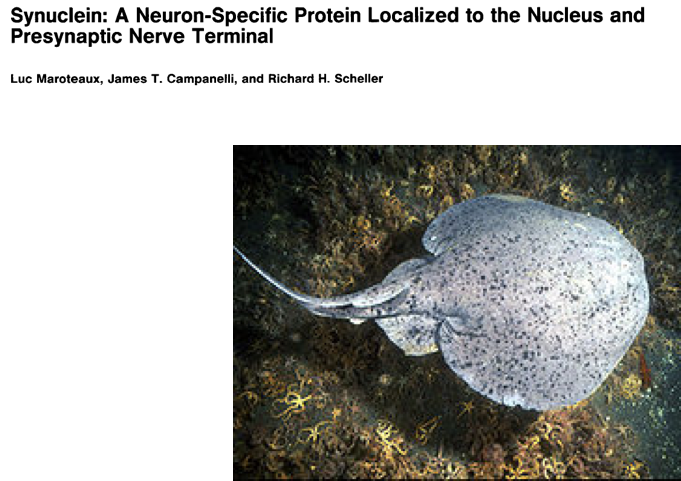 Synuclein: A Neuron-Specific Protein Localized to the Nucleus and
Presynaptic Nerve Terminal
Luc Maroteaux, James T. Campanelli, and Richard H. Scheller